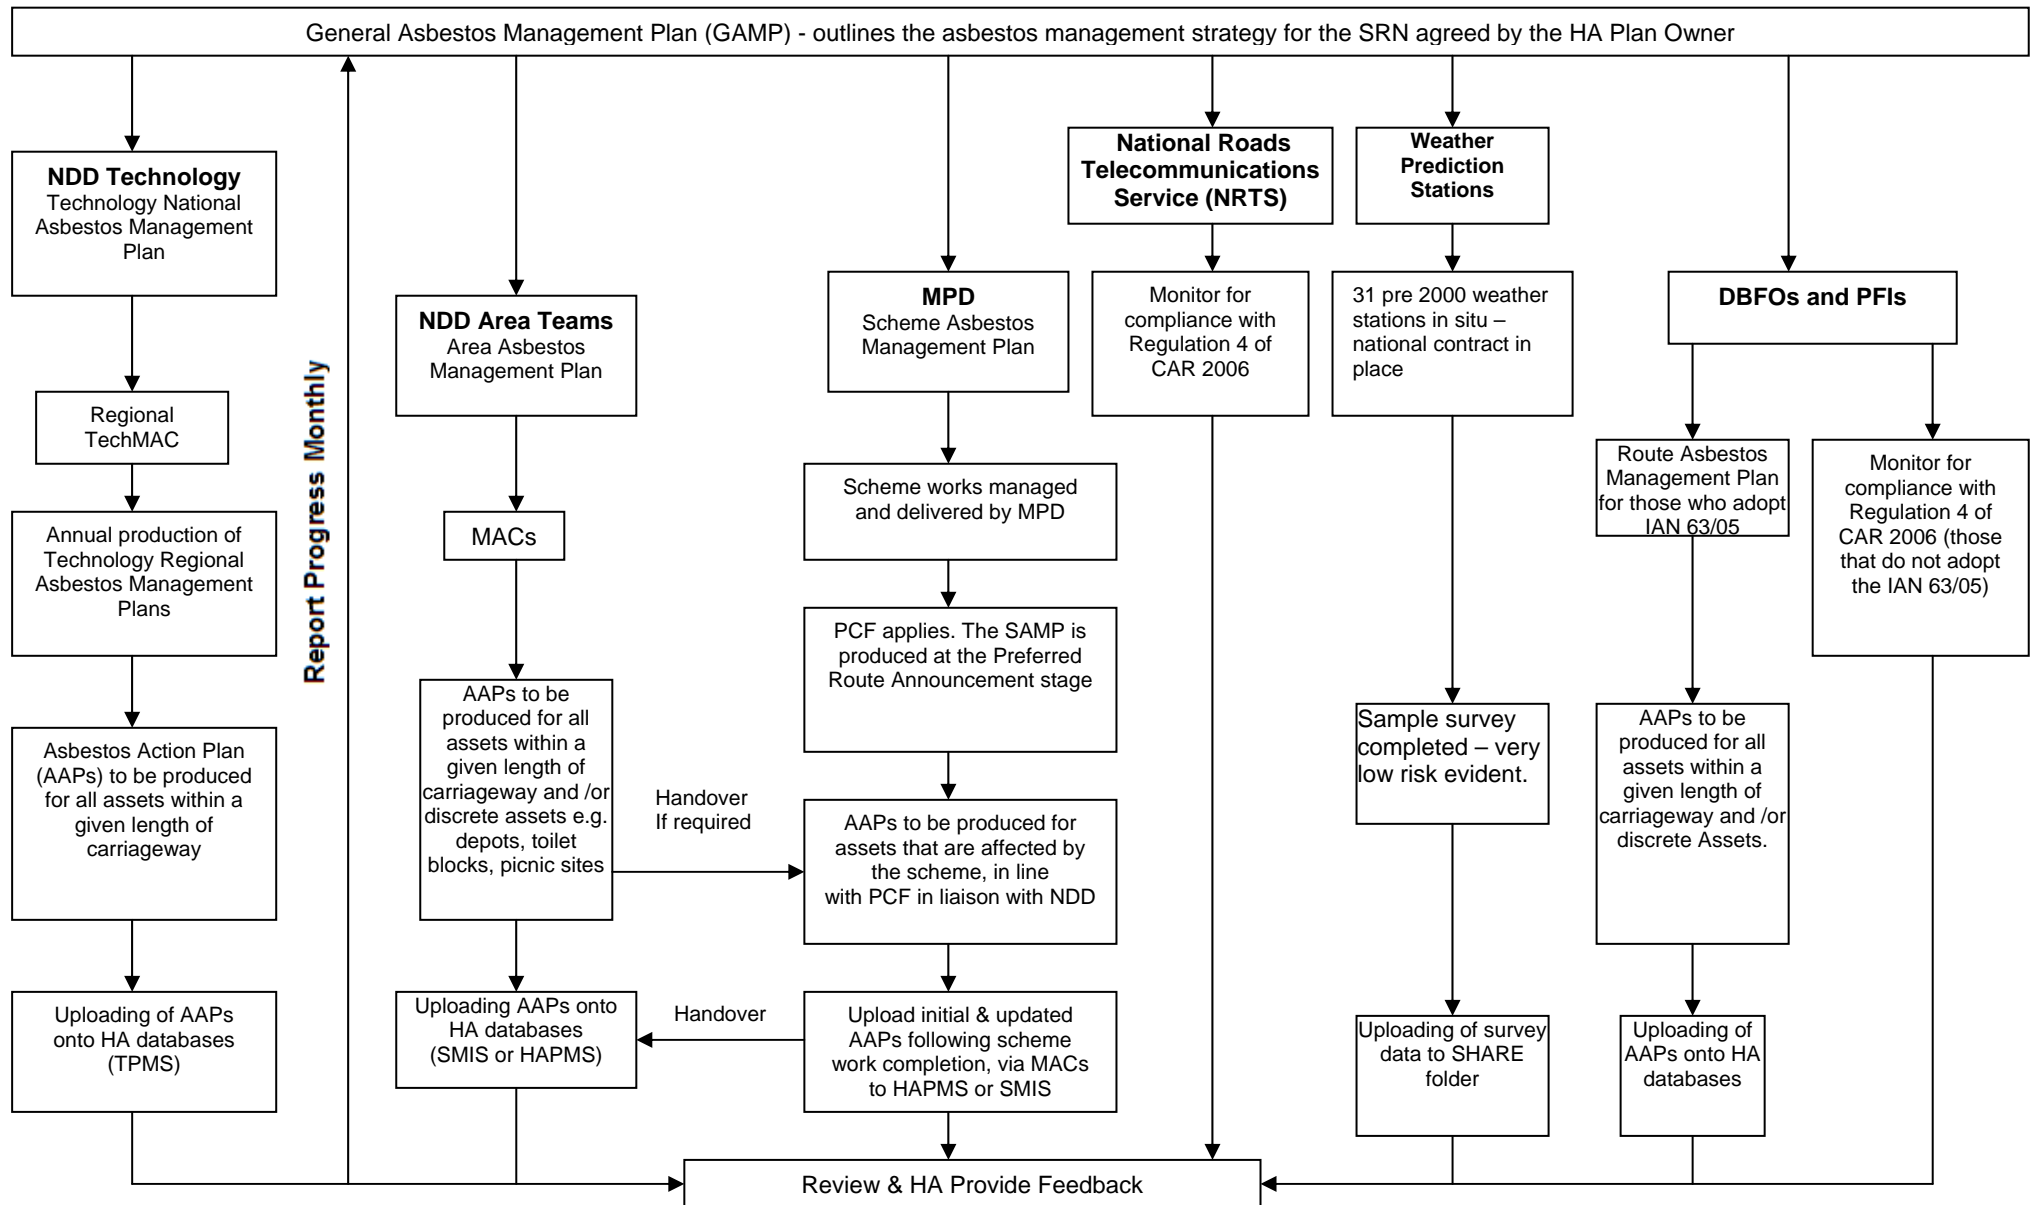 General Asbestos Management Plan (GAMP) - outlines the asbestos management strategy for the SRN agreed by the HA Plan Owner
NDD Technology
Technology National
Asbestos Management
Plan
Regional
TechMAC
Annual production of
Technology Regional
Asbestos Management
Plans
Asbestos Action Plan
(AAPs) to be produced
for all assets within a
given length of
carriageway
Uploading of AAPs
onto HA databases
(TPMS)
Report Progress Monthly
NDD Area Teams
Area Asbestos
Management Plan
MACs
AAPs to be
produced for all
assets within a
given length of
carriageway and /or
discrete assets e.g.
depots, toilet
blocks, picnic sites
Uploading AAPs onto
HA databases
(SMIS or HAPMS)
Handover
If required
Handover
MPD
Scheme Asbestos
Management Plan
Scheme works managed
and delivered by MPD
PCF applies. The SAMP is
produced at the Preferred
Route Announcement stage
AAPs to be produced for
assets that are affected by
the scheme, in line
with PCF in liaison with NDD
Upload initial & updated
AAPs following scheme
work completion, via MACs
to HAPMS or SMIS
National Roads
Telecommunications
Service (NRTS)
Monitor for
compliance with
Regulation 4 of
CAR 2006
Weather
Prediction
Stations
31 pre 2000 weather
stations in situ –
national contract in
place
Sample survey
completed – very
low risk evident.
Uploading of survey
data to SHARE
folder
DBFOs and PFIs
Route Asbestos
Management Plan
for those who adopt
IAN 63/05
AAPs to be
produced for all
assets within a
given length of
carriageway and /or
discrete Assets.
Uploading of
AAPs onto HA
databases
Monitor for
compliance with
Regulation 4 of
CAR 2006 (those
that do not adopt
the IAN 63/05)
Review & HA Provide Feedback